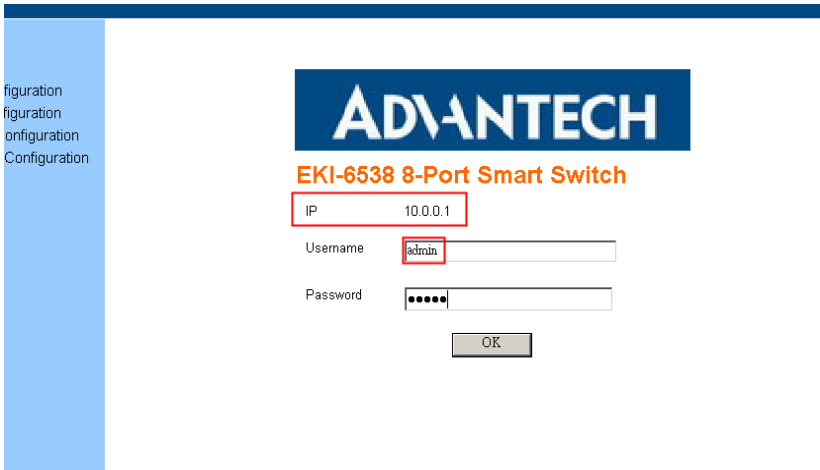 figuration
figuration
onfiguration
Configuration
ADVANTECH
EKI-6538 8-Port Smart Switch
IP 10.0.0.1
Username admin
Password •••••
OK